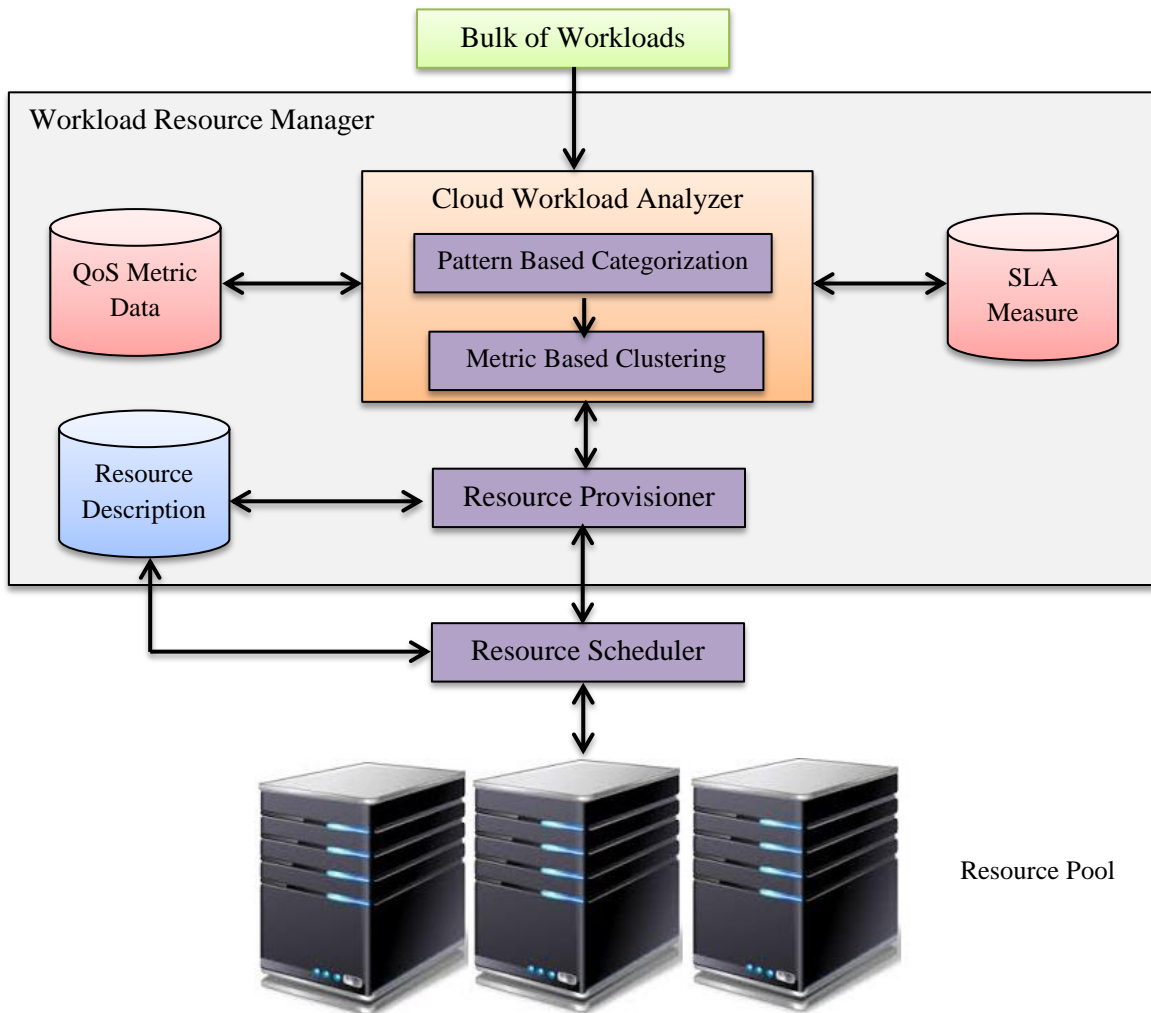 Bulk of Workloads
Workload Resource Manager
Cloud Workload Analyzer
Pattern Based Categorization
Metric Based Clustering
QoS Metric
Data
SLA
Measure
Resource
Description
Resource Provisioner
Resource Scheduler
Resource Pool